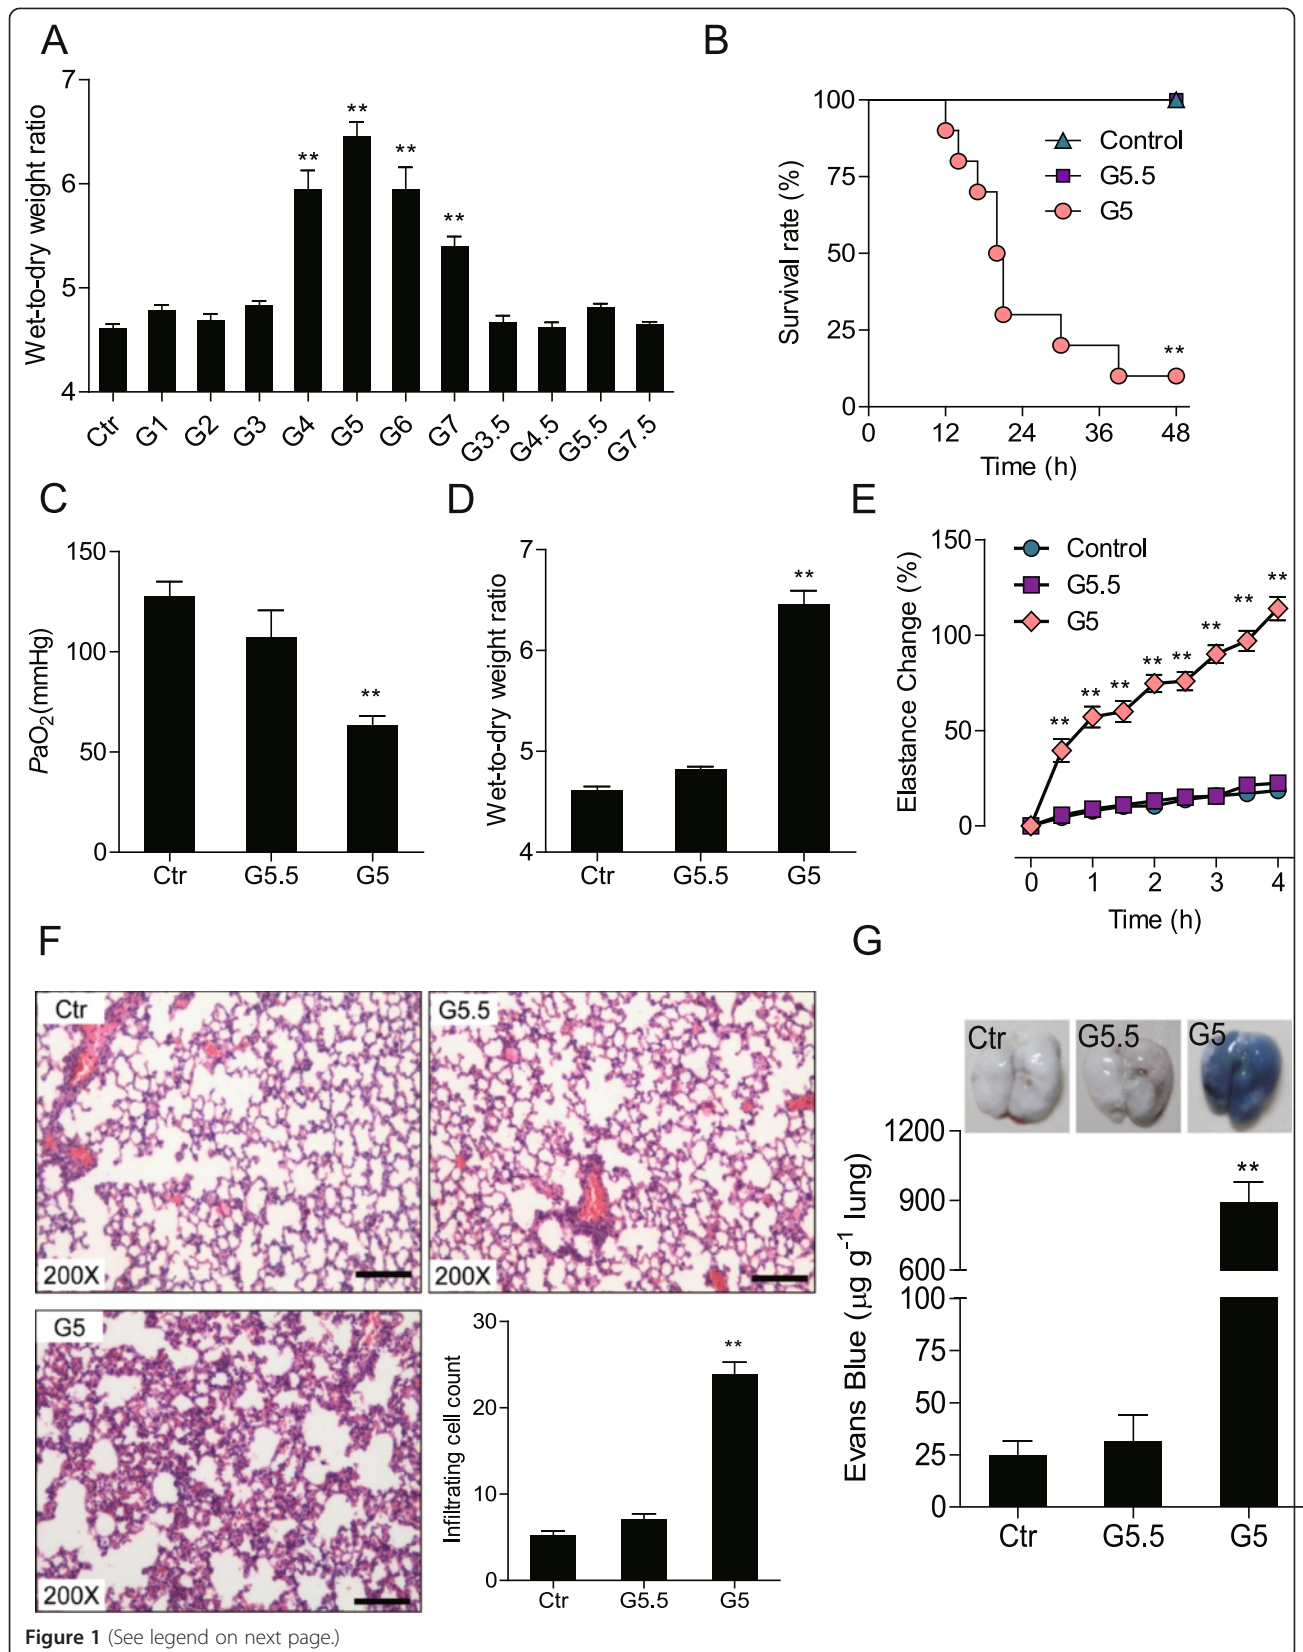 A
Wet-to-dry weight ratio
7
6
5
4
**
**
**
**
Ctr
G1
G2
G3
G4
G5
G6
G7
G3.5
G4.5
G5.5
G7.5
B
Survival rate (%)
100
75
50
25
0
Control
G5.5
G5
**
0
12
24
36
48
Time (h)
C
PaO2(mmHg)
150
100
50
0
**
Ctr
G5.5
G5
D
Wet-to-dry weight ratio
7
6
5
4
**
Ctr
G5.5
G5
E
Elastance Change (%)
150
100
50
0
Control
G5.5
G5
**
**
**
**
**
**
**
**
0
1
2
3
4
Time (h)
F
Ctr
200X
G5.5
200X
G5
200X
Infiltrating cell count
30
20
10
0
**
Ctr
G5.5
G5
G
Ctr
G5.5
G5
Evans Blue (μg g⁻¹ lung)
1200
900
600
100
75
50
25
0
**
Ctr
G5.5
G5
Figure 1 (See legend on next page.)